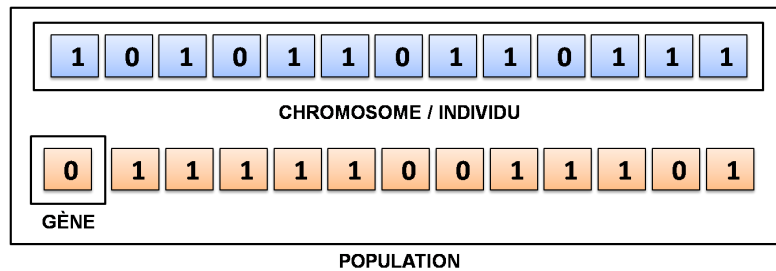 1 0 1 0 1 1 0 1 1 0 1 1 1
CHROMOSOME / INDIVIDU
0 1 1 1 1 1 0 0 1 1 1 0 1
GÈNE
POPULATION